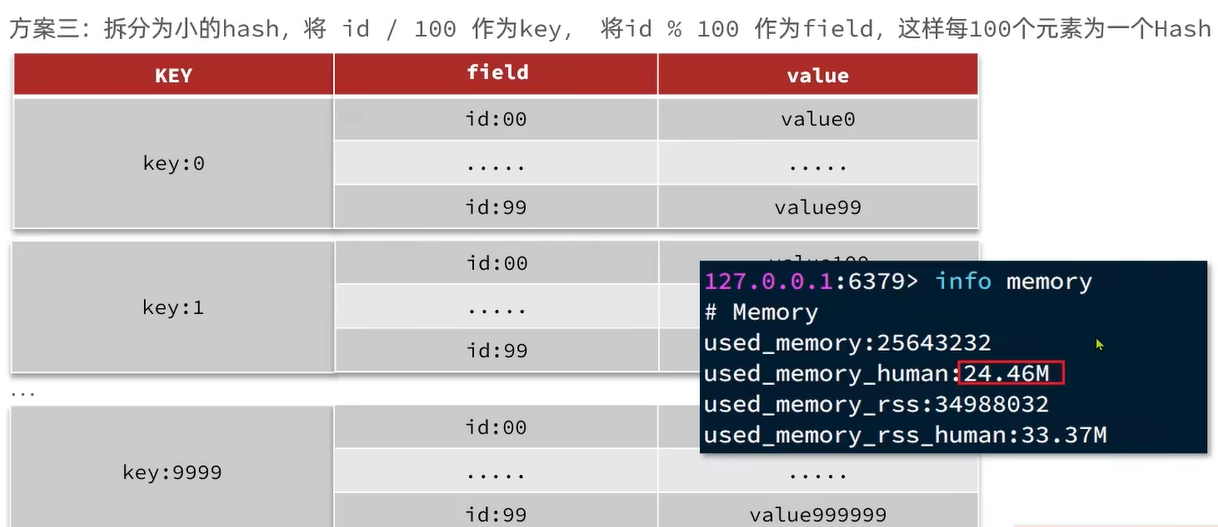 方案三：拆分为小的hash，将 id / 100 作为key， 将id % 100 作为field，这样每100个元素为一个Hash
KEY field value
key:0
id:00 value0
..... .....
id:99 value99
key:1
id:00
.....
id:99
127.0.0.1:6379> info memory
# Memory
used_memory:25643232
used_memory_human:24.46M
used_memory_rss:34988032
used_memory_rss_human:33.37M
...
key:9999
id:00
..... .....
id:99 value999999